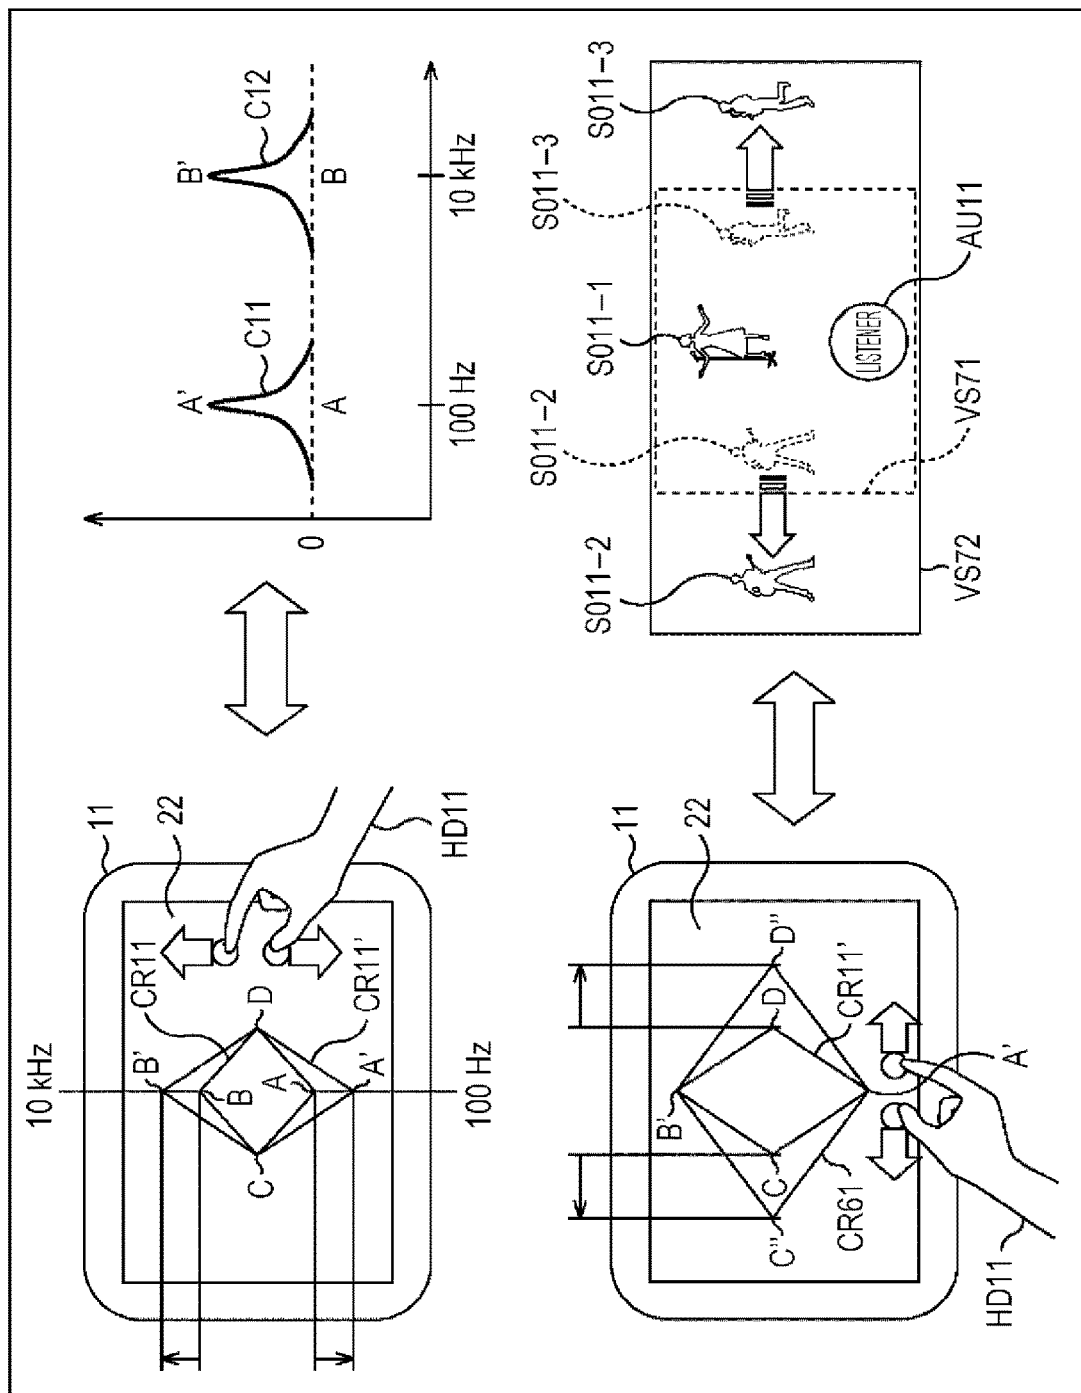 10 kHz
B'
B
A
A'
100 Hz
C
D
CR11
CR11'
22
11
HD11
0
A'
C11
A
100 Hz
B'
C12
B
10 kHz
B'
C"
C
D
D"
CR61
CR11'
22
11
HD11
A'
S011-2
S011-2
S011-1
S011-3
S011-3
LISTENER
VS72
VS71
AU11